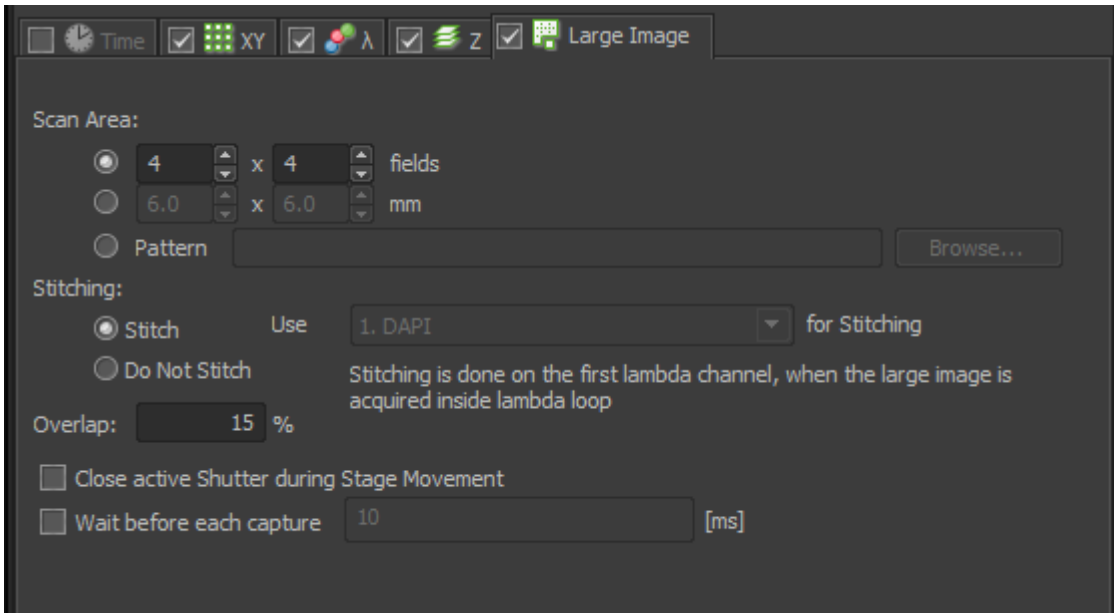 Time XY λ Z Large Image
Scan Area:
4 x 4 fields
6.0 x 6.0 mm
Pattern Browse...
Stitching:
Stitch Use 1. DAPI for Stitching
Do Not Stitch
Stitching is done on the first lambda channel, when the large image is
acquired inside lambda loop
Overlap: 15 %
Close active Shutter during Stage Movement
Wait before each capture 10 [ms]